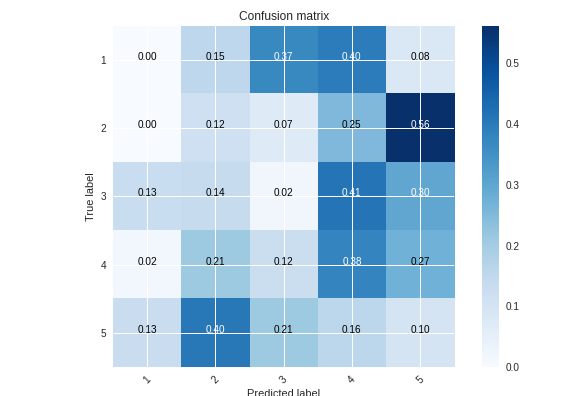 Confusion matrix
True label
1 0.00 0.15 0.37 0.40 0.08
2 0.00 0.12 0.07 0.25 0.56
3 0.13 0.14 0.02 0.41 0.30
4 0.02 0.21 0.12 0.38 0.27
5 0.13 0.40 0.21 0.16 0.10
1 2 3 4 5
Predicted label
0.5
0.4
0.3
0.2
0.1
0.0